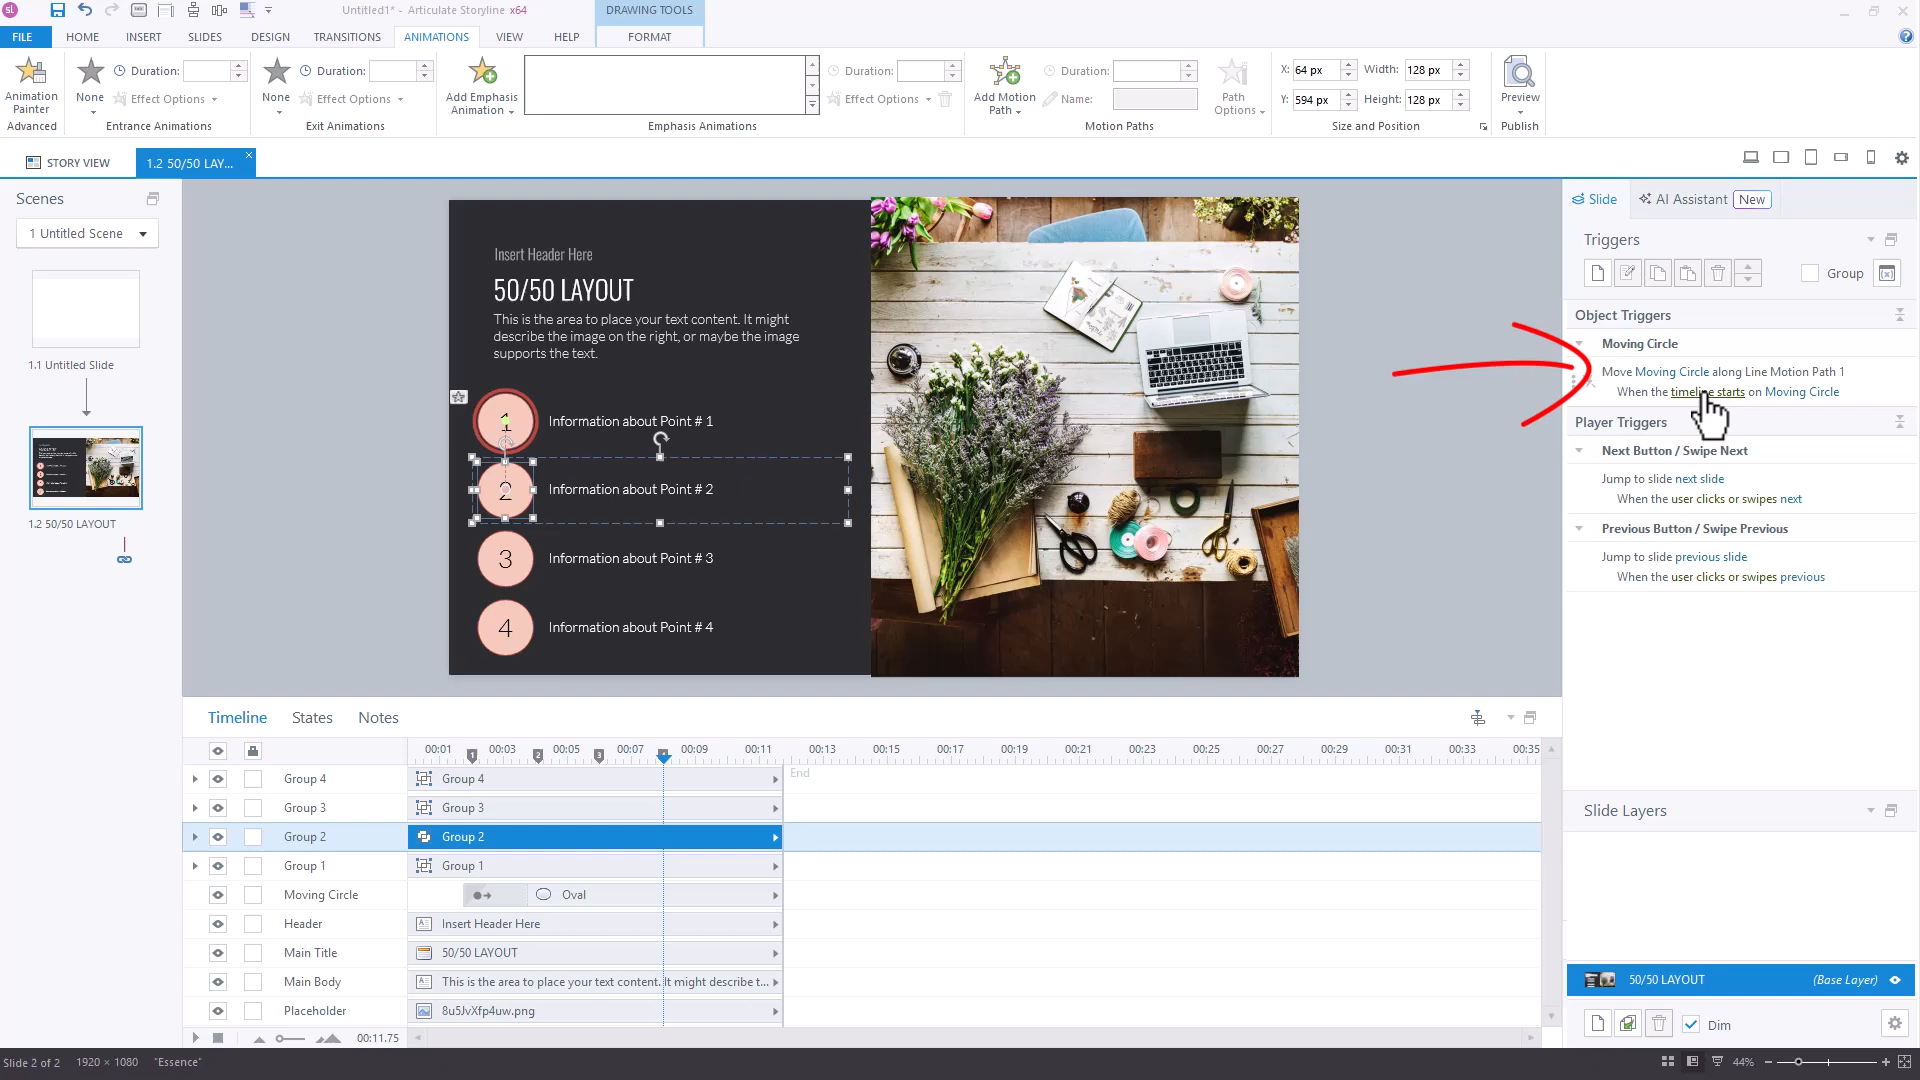 sL
Untitled1* - Articulate Storyline x64
DRAWING TOOLS
FILE
HOME
INSERT
SLIDES
DESIGN
TRANSITIONS
ANIMATIONS
VIEW
HELP
FORMAT
Animation Painter
Advanced
None
Duration:
Effect Options
Entrance Animations
None
Duration:
Effect Options
Exit Animations
Add Emphasis Animation
Emphasis Animations
Duration:
Effect Options
Add Motion Path
Duration:
Name:
Path Options
Motion Paths
X: 64 px
Width: 128 px
Y: 594 px
Height: 128 px
Size and Position
Preview
Publish
STORY VIEW
1.2 50/50 LAY...
Scenes
1 Untitled Scene
1.1 Untitled Slide
1.2 50/50 LAYOUT
Insert Header Here
50/50 LAYOUT
This is the area to place your text content. It might
describe the image on the right, or maybe the image
supports the text.
1
Information about Point # 1
2
Information about Point # 2
3
Information about Point # 3
4
Information about Point # 4
Slide
AI Assistant
New
Triggers
Group
Object Triggers
Moving Circle
Move Moving Circle along Line Motion Path 1
When the timeline starts on Moving Circle
Player Triggers
Next Button / Swipe Next
Jump to slide next slide
When the user clicks or swipes next
Previous Button / Swipe Previous
Jump to slide previous slide
When the user clicks or swipes previous
Slide Layers
50/50 LAYOUT
(Base Layer)
Dim
Timeline
States
Notes
00:01 00:03 00:05 00:07 00:09 00:11 00:13 00:15 00:17 00:19 00:21 00:23 00:25 00:27 00:29 00:31 00:33 00:35
1 2 3
End
Group 4
Group 4
Group 3
Group 3
Group 2
Group 2
Group 1
Group 1
Moving Circle
Oval
Header
Insert Header Here
Main Title
50/50 LAYOUT
Main Body
This is the area to place your text content. It might describe t...
Placeholder
8u5JvXfp4uw.png
00:11.75
Slide 2 of 2
1920 × 1080
"Essence"
44%